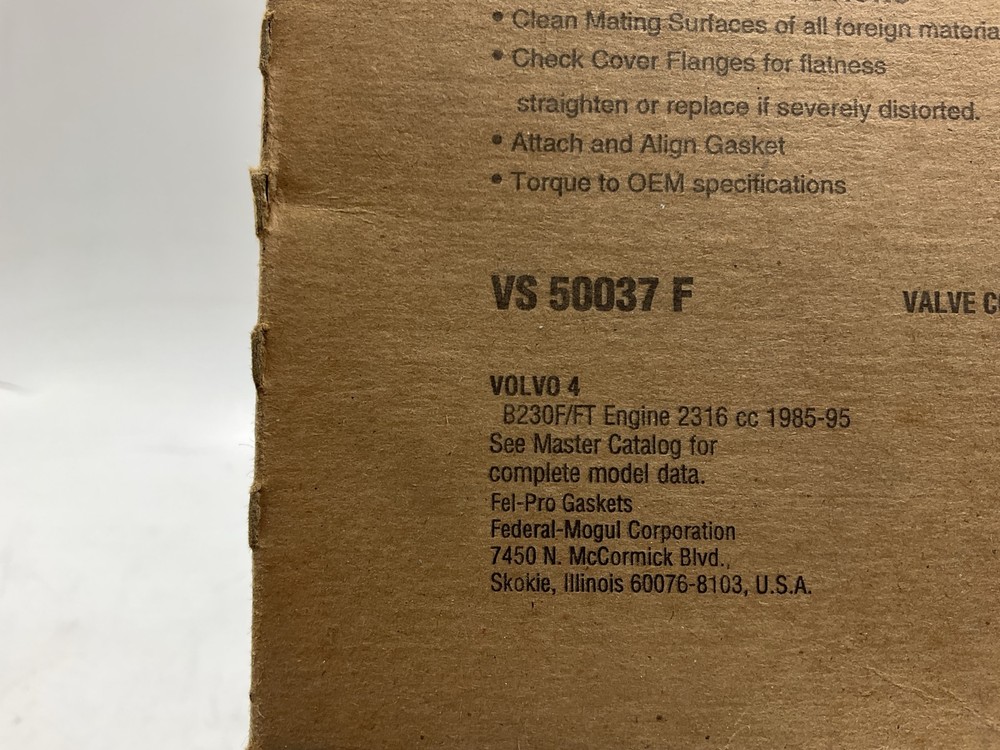 • Clean Mating Surfaces of all foreign materia
• Check Cover Flanges for flatness
straighten or replace if severely distorted.
• Attach and Align Gasket
• Torque to OEM specifications
VS 50037 F
VALVE C
VOLVO 4
B230F/FT Engine 2316 cc 1985-95
See Master Catalog for
complete model data.
Fel-Pro Gaskets
Federal-Mogul Corporation
7450 N. McCormick Blvd.,
Skokie, Illinois 60076-8103, U.S.A.